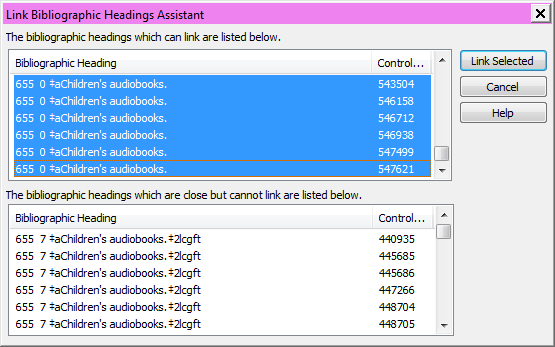 Link Bibliographic Headings Assistant
The bibliographic headings which can link are listed below.
Bibliographic Heading Control...
655 0 ‡aChildren's audiobooks. 543504
655 0 ‡aChildren's audiobooks. 546158
655 0 ‡aChildren's audiobooks. 546712
655 0 ‡aChildren's audiobooks. 546938
655 0 ‡aChildren's audiobooks. 547499
655 0 ‡aChildren's audiobooks. 547621
Link Selected
Cancel
Help
The bibliographic headings which are close but cannot link are listed below.
Bibliographic Heading Control...
655 7 ‡aChildren's audiobooks.‡2lcgft 440935
655 7 ‡aChildren's audiobooks.‡2lcgft 445685
655 7 ‡aChildren's audiobooks.‡2lcgft 445686
655 7 ‡aChildren's audiobooks.‡2lcgft 447266
655 7 ‡aChildren's audiobooks.‡2lcgft 448704
655 7 ‡aChildren's audiobooks.‡2lcgft 448705